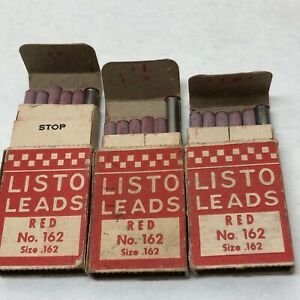 STOP
LISTO
LEADS
RED
No. 162
Size .162
LISTO
LEADS
RED
No. 162
Size .162
LISTO
LEADS
RED
No. 162
Size .162